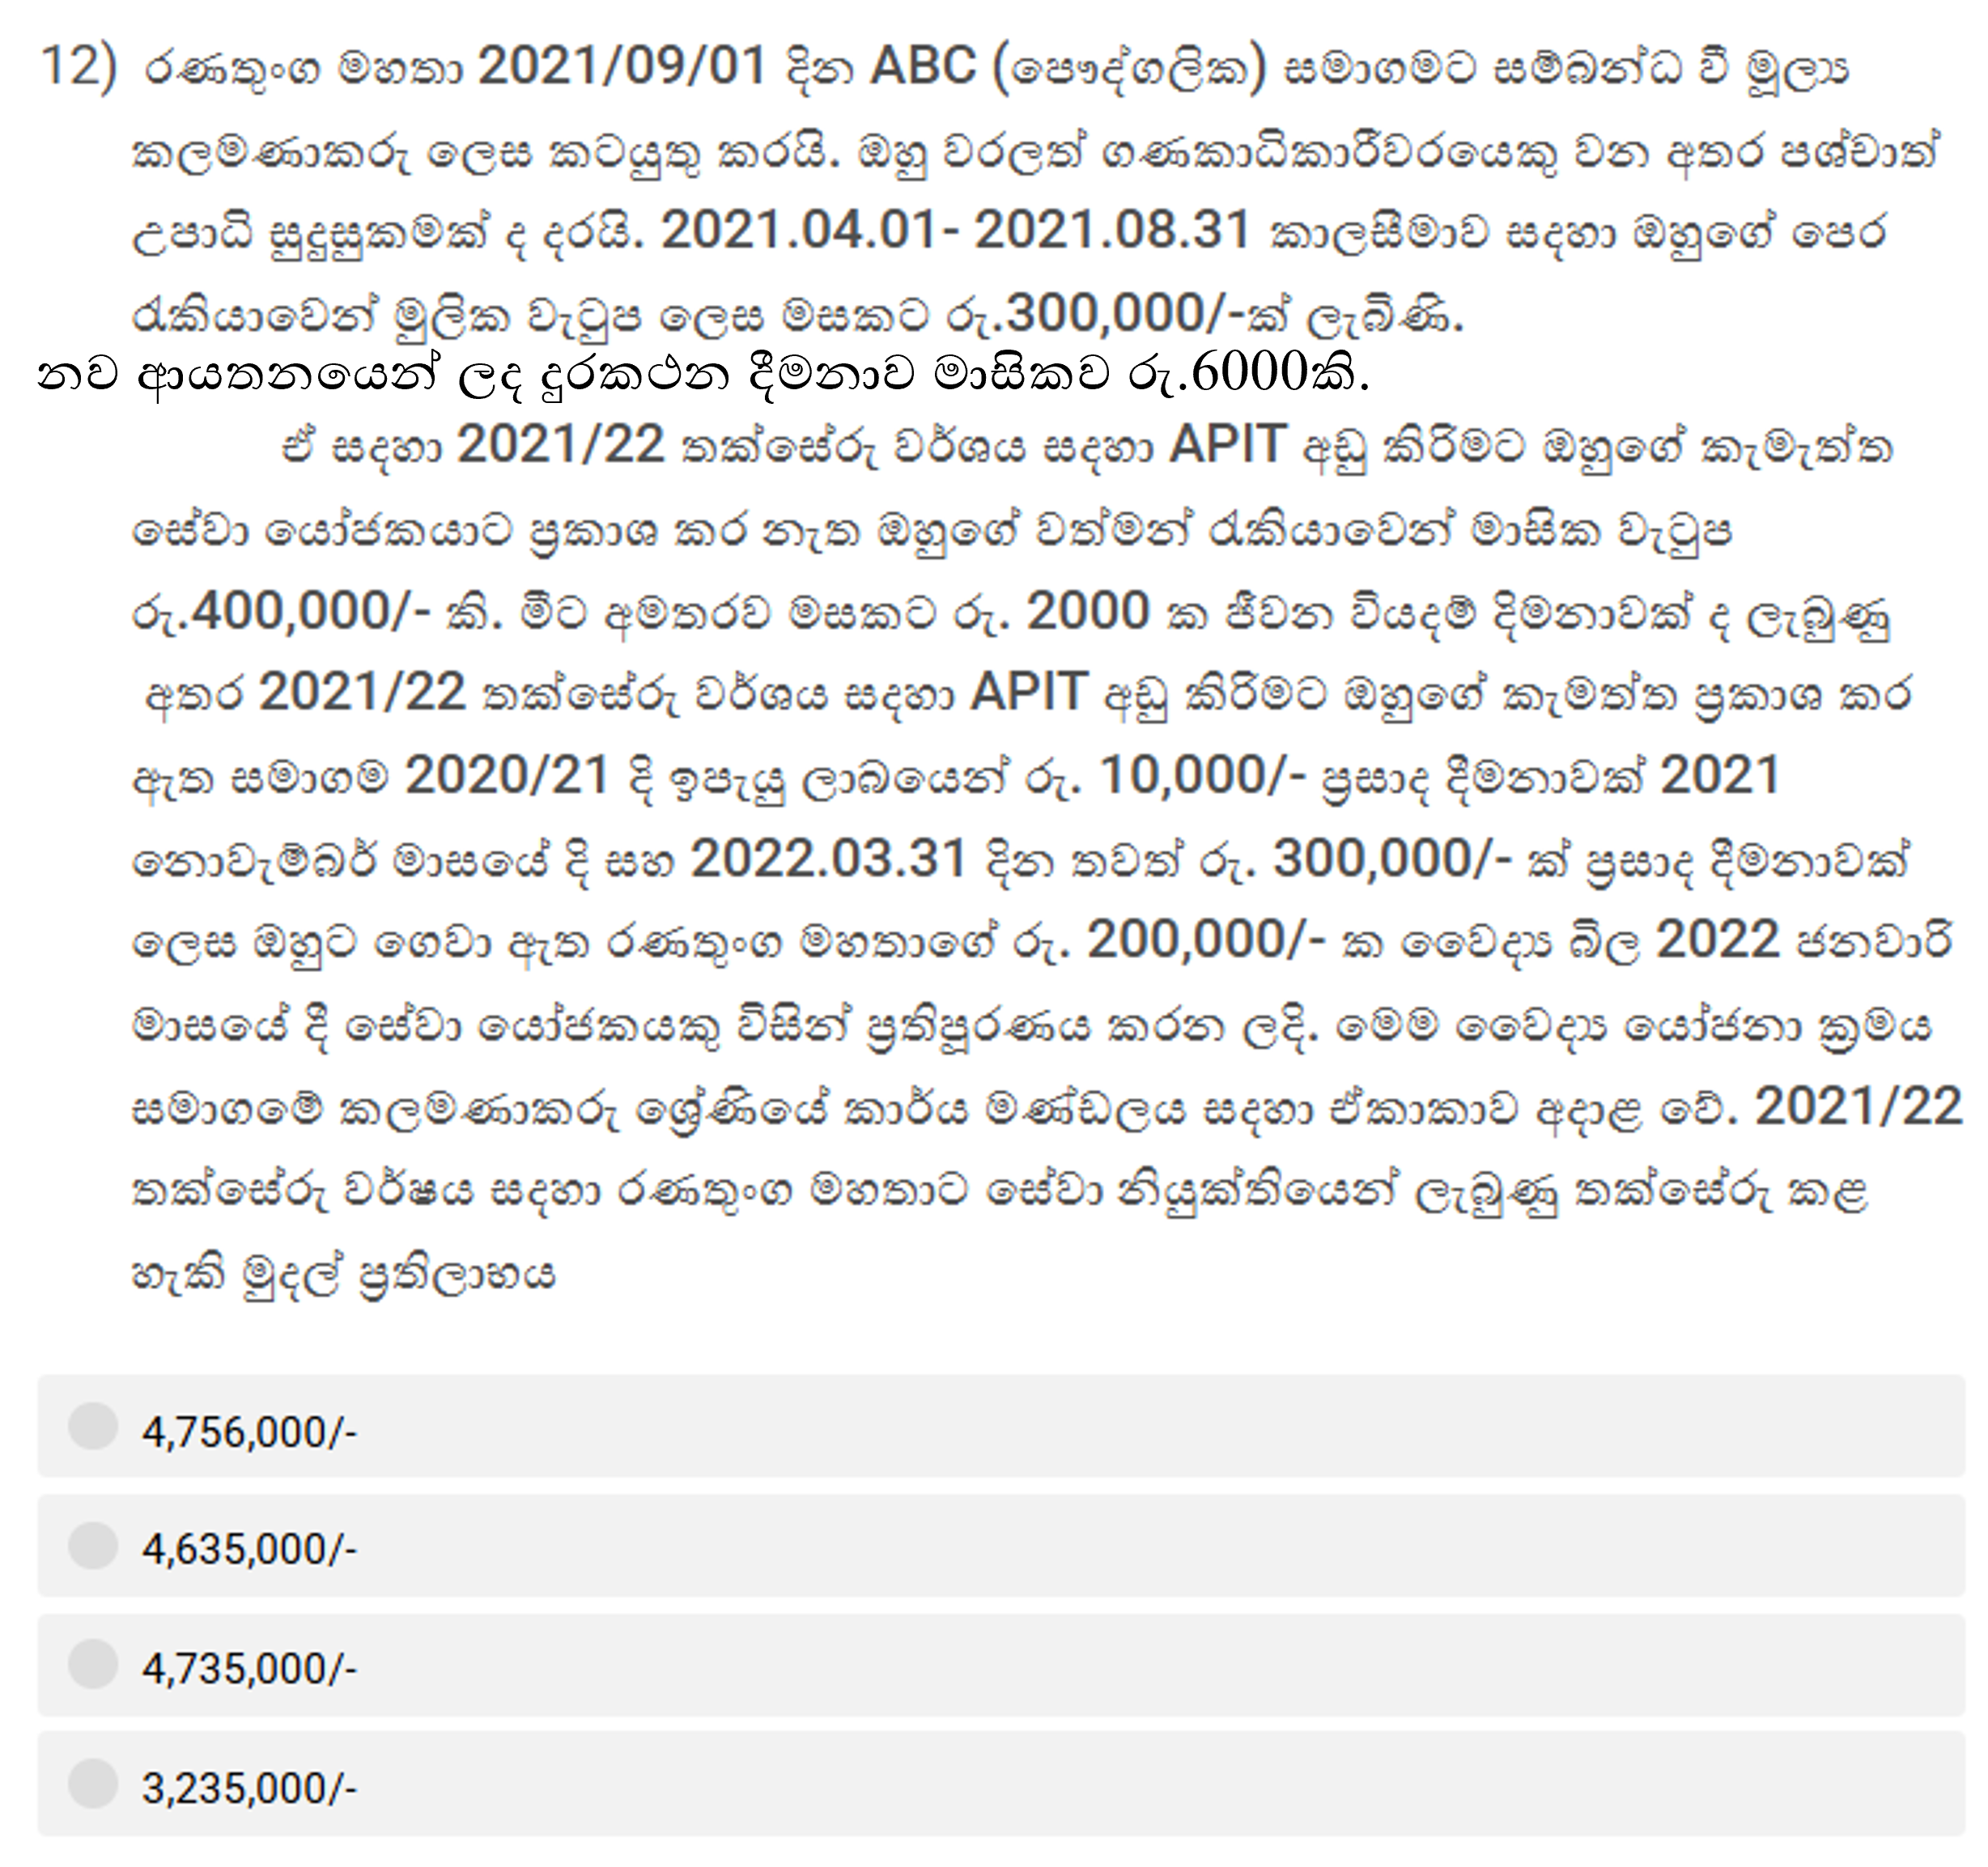 12) රණතුංග මහතා 2021/09/01 දින ABC (පෞද්ගලික) සමාගමට සම්බන්ධ වී මූල්‍ය
කලමණාකරු ලෙස කටයුතු කරයි. ඔහු වරලත් ගණකාධිකාරීවරයෙකු වන අතර පශ්චාත්
උපාධි සුදුසුකමක් ද දරයි. 2021.04.01- 2021.08.31 කාලසීමාව සදහා ඔහුගේ පෙර
රැකියාවෙන් මුලික වැටුප ලෙස මසකට රු.300,000/-ක් ලැබිණි.
නව ආයතනයෙන් ලද දුරකථන දීමනාව මාසිකව රු.6000කි.
ඒ සදහා 2021/22 තක්සේරු වර්ශය සදහා APIT අඩු කිරීමට ඔහුගේ කැමැත්ත
සේවා යෝජකයාට ප්‍රකාශ කර නැත ඔහුගේ වත්මන් රැකියාවෙන් මාසික වැටුප
රු.400,000/- කි. මීට අමතරව මසකට රු. 2000 ක ජීවන වියදම් දිමනාවක් ද ලැබුණු
අතර 2021/22 තක්සේරු වර්ශය සදහා APIT අඩු කිරිමට ඔහුගේ කැමත්ත ප්‍රකාශ කර
ඇත සමාගම 2020/21 දි ඉපැයු ලාබයෙන් රු. 10,000/- ප්‍රසාද දීමනාවක් 2021
නොවැම්බර් මාසයේ දි සහ 2022.03.31 දින තවත් රු. 300,000/- ක් ප්‍රසාද දීමනාවක්
ලෙස ඔහුට ගෙවා ඇත රණතුංග මහතාගේ රු. 200,000/- ක වෛද්‍ය බිල 2022 ජනවාරි
මාසයේ දී සේවා යෝජකයකු විසින් ප්‍රතිපූරණය කරන ලදි. මෙම වෛද්‍ය යෝජනා ක්‍රමය
සමාගමේ කලමණාකරු ශ්‍රේණියේ කාර්ය මණ්ඩලය සදහා ඒකාකාව අදාළ වේ. 2021/22
තක්සේරු වර්ෂය සදහා රණතුංග මහතාට සේවා නියුක්තියෙන් ලැබුණු තක්සේරු කළ
හැකි මුදල් ප්‍රතිලාභය
4,756,000/-
4,635,000/-
4,735,000/-
3,235,000/-